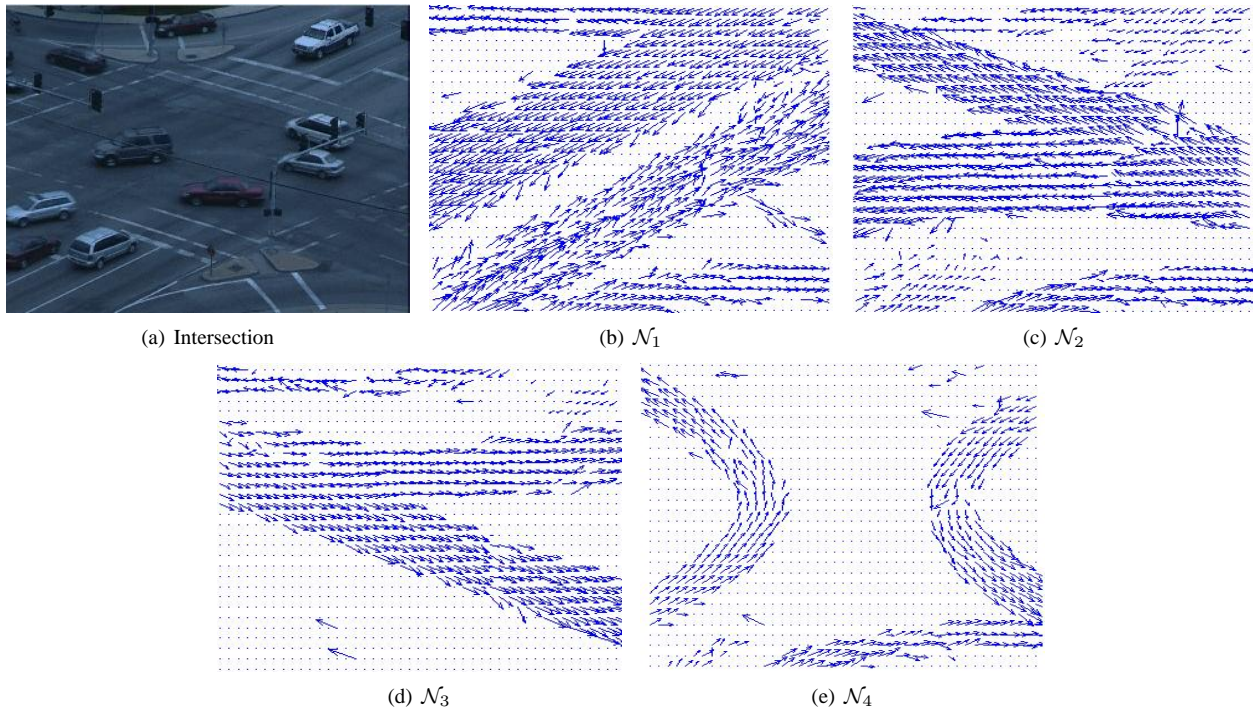 (a) Intersection
(b) 𝒩₁
(c) 𝒩₂
(d) 𝒩₃
(e) 𝒩₄